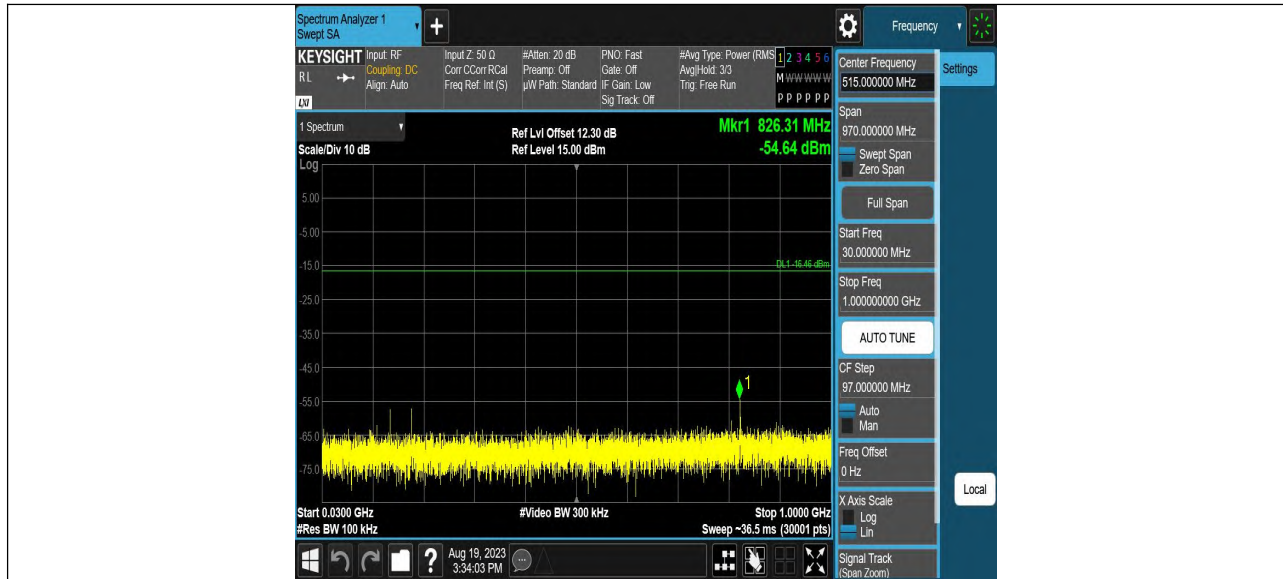 Spectrum Analyzer 1
Swept SA
+
Frequency
KEYSIGHT
RL
LXI
Input: RF
Coupling: DC
Align: Auto
Input Z: 50 Ω
Corr CCorr RCal
Freq Ref: Int (S)
#Atten: 20 dB
Preamp: Off
µW Path: Standard
PNO: Fast
Gate: Off
IF Gain: Low
Sig Track: Off
#Avg Type: Power (RMS
Avg|Hold: 3/3
Trig: Free Run
1 2 3 4 5 6
M W W W W W
P P P P P P
1 Spectrum
Scale/Div 10 dB
Ref Lvl Offset 12.30 dB
Ref Level 15.00 dBm
Mkr1 826.31 MHz
-54.64 dBm
Log
5.00
-5.00
-15.0
DL1 -16.46 dBm
-25.0
-35.0
-45.0
1
-55.0
-65.0
-75.0
Start 0.0300 GHz
#Res BW 100 kHz
#Video BW 300 kHz
Stop 1.0000 GHz
Sweep ~36.5 ms (30001 pts)
?
Aug 19, 2023
3:34:03 PM
Center Frequency
515.000000 MHz
Span
970.000000 MHz
Swept Span
Zero Span
Full Span
Start Freq
30.000000 MHz
Stop Freq
1.000000000 GHz
AUTO TUNE
CF Step
97.000000 MHz
Auto
Man
Freq Offset
0 Hz
X Axis Scale
Log
Lin
Signal Track
(Span Zoom)
Settings
Local